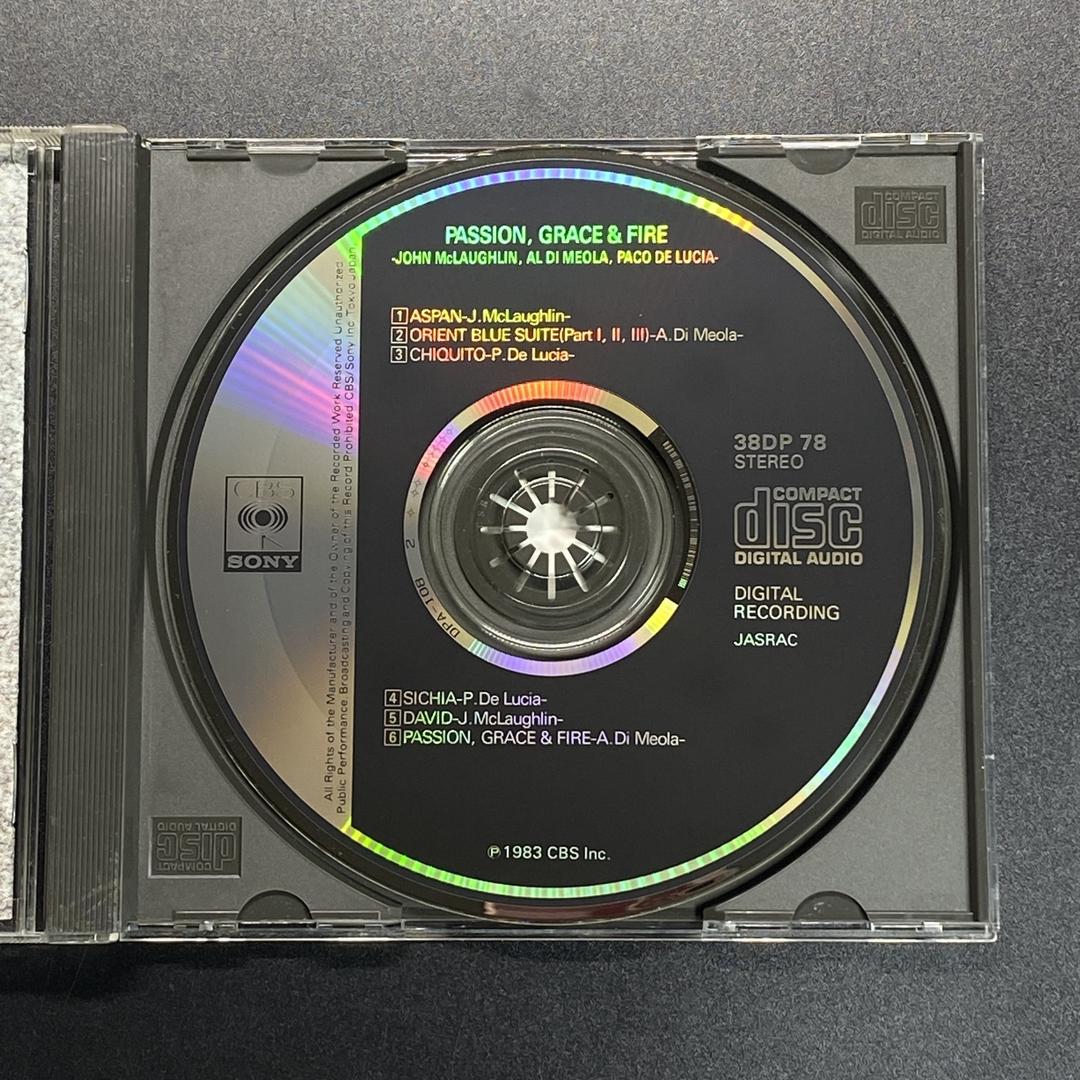 PASSION, GRACE & FIRE
-JOHN McLAUGHLIN, AL DI MEOLA, PACO DE LUCIA-
1 ASPAN-J. McLaughlin-
2 ORIENT BLUE SUITE(Part I, II, III)-A. Di Meola-
3 CHIQUITO-P. De Lucia-
All Rights of the Manufacturer and of the Owner of the Recorded Work Reserved Unauthorized
Public Performance. Broadcasting and Copying of this Record Prohibited CBS/Sony Inc. Tokyo Japan.
CBS
SONY
38DP 78
STEREO
COMPACT
disc
DIGITAL AUDIO
DIGITAL
RECORDING
JASRAC
DPA-108 2
4 SICHIA-P. De Lucia-
5 DAVID-J. McLaughlin-
6 PASSION, GRACE & FIRE-A. Di Meola-
Ⓟ 1983 CBS Inc.
COMPACT
disc
DIGITAL AUDIO
COMPACT
disc
DIGITAL AUDIO